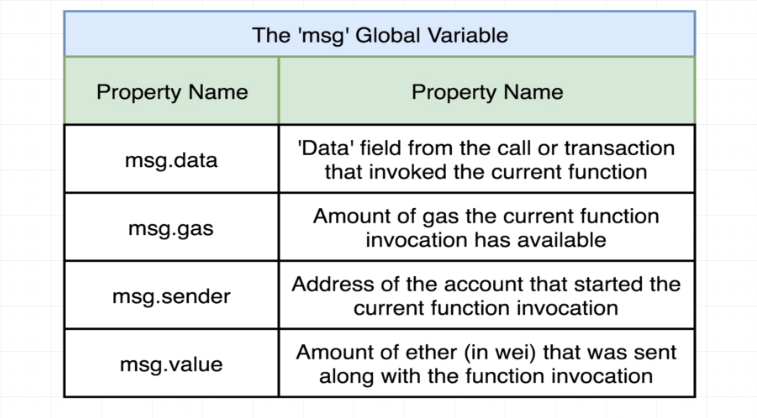 The 'msg' Global Variable
Property Name
Property Name
msg.data
'Data' field from the call or transaction
that invoked the current function
msg.gas
Amount of gas the current function
invocation has available
msg.sender
Address of the account that started the
current function invocation
msg.value
Amount of ether (in wei) that was sent
along with the function invocation